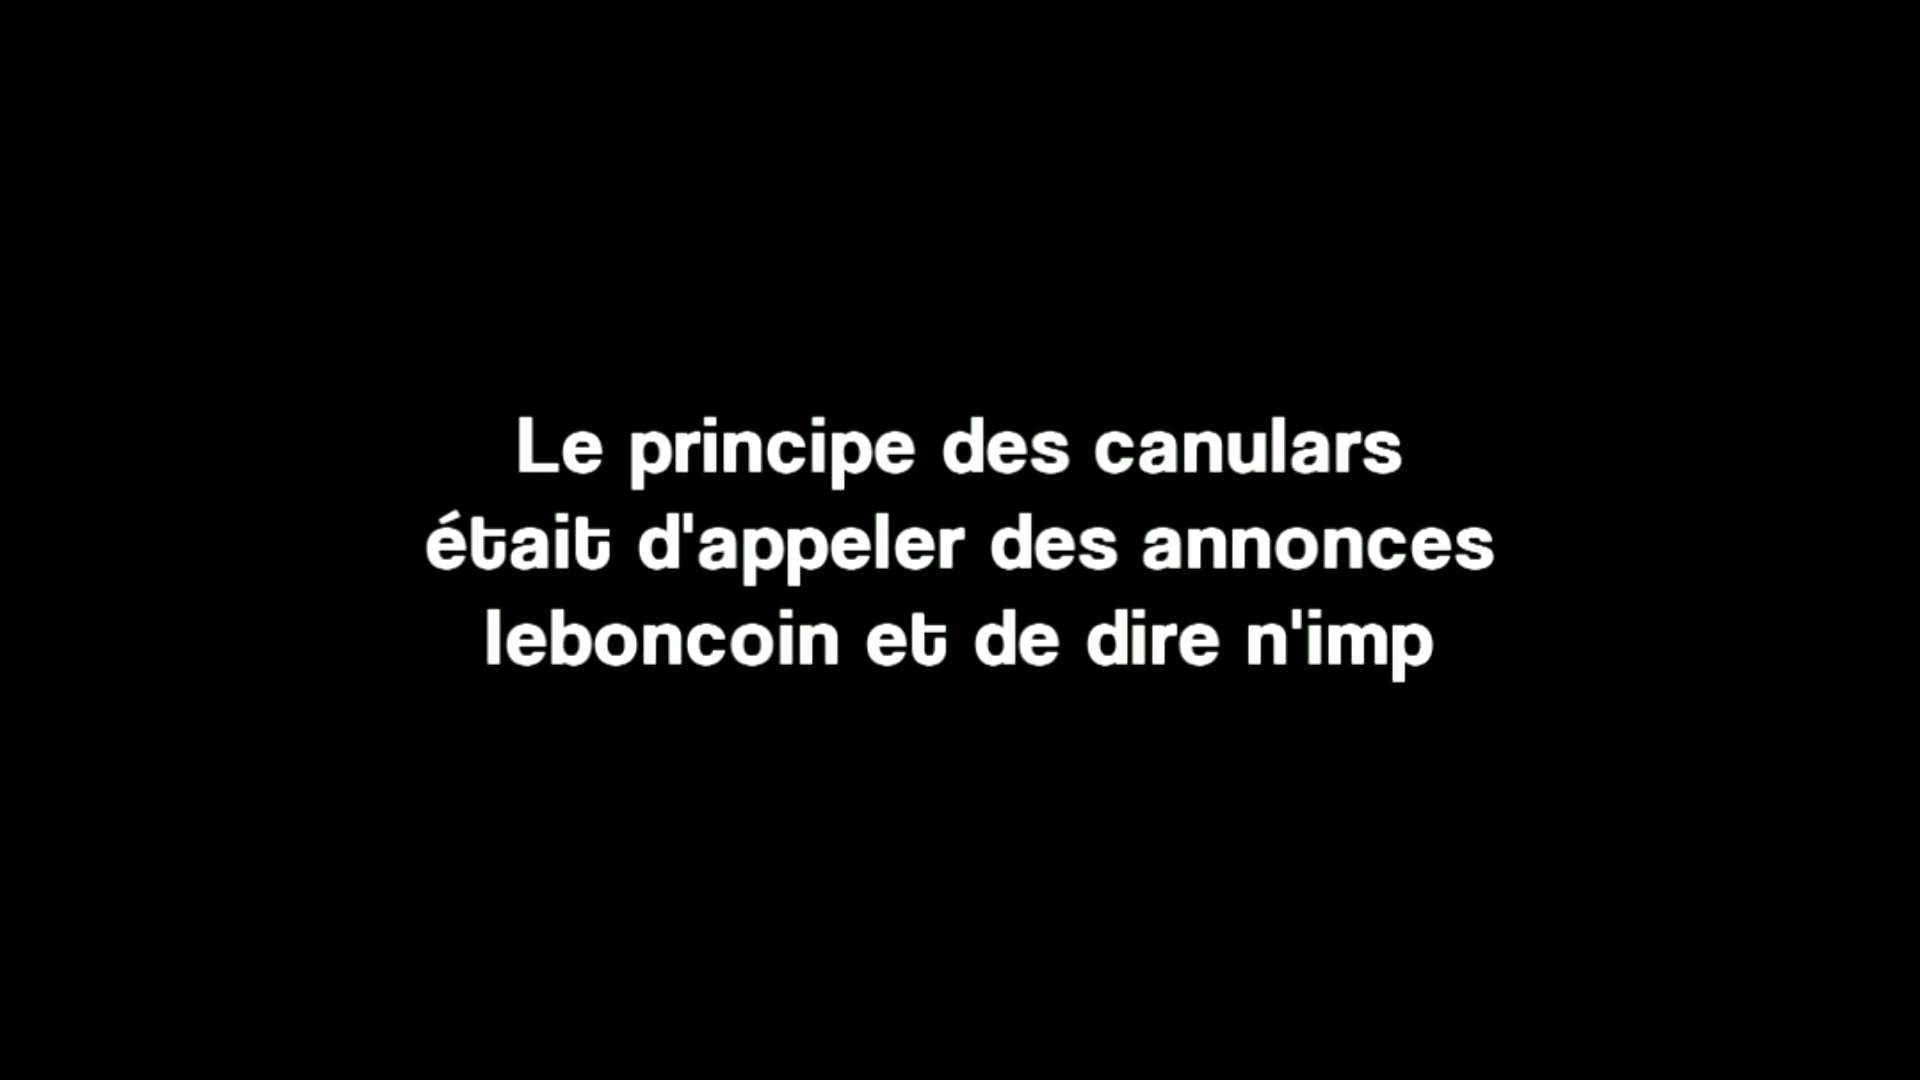 Le principe des canulars
était d'appeler des annonces
leboncoin et de dire n'imp